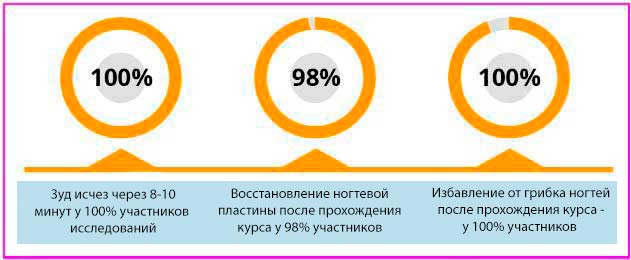 100%
98%
100%
Зуд исчез через 8-10
минут у 100% участников
исследований
Восстановление ногтевой
пластины после прохождения
курса у 98% участников
Избавление от грибка ногтей
после прохождения курса -
у 100% участников